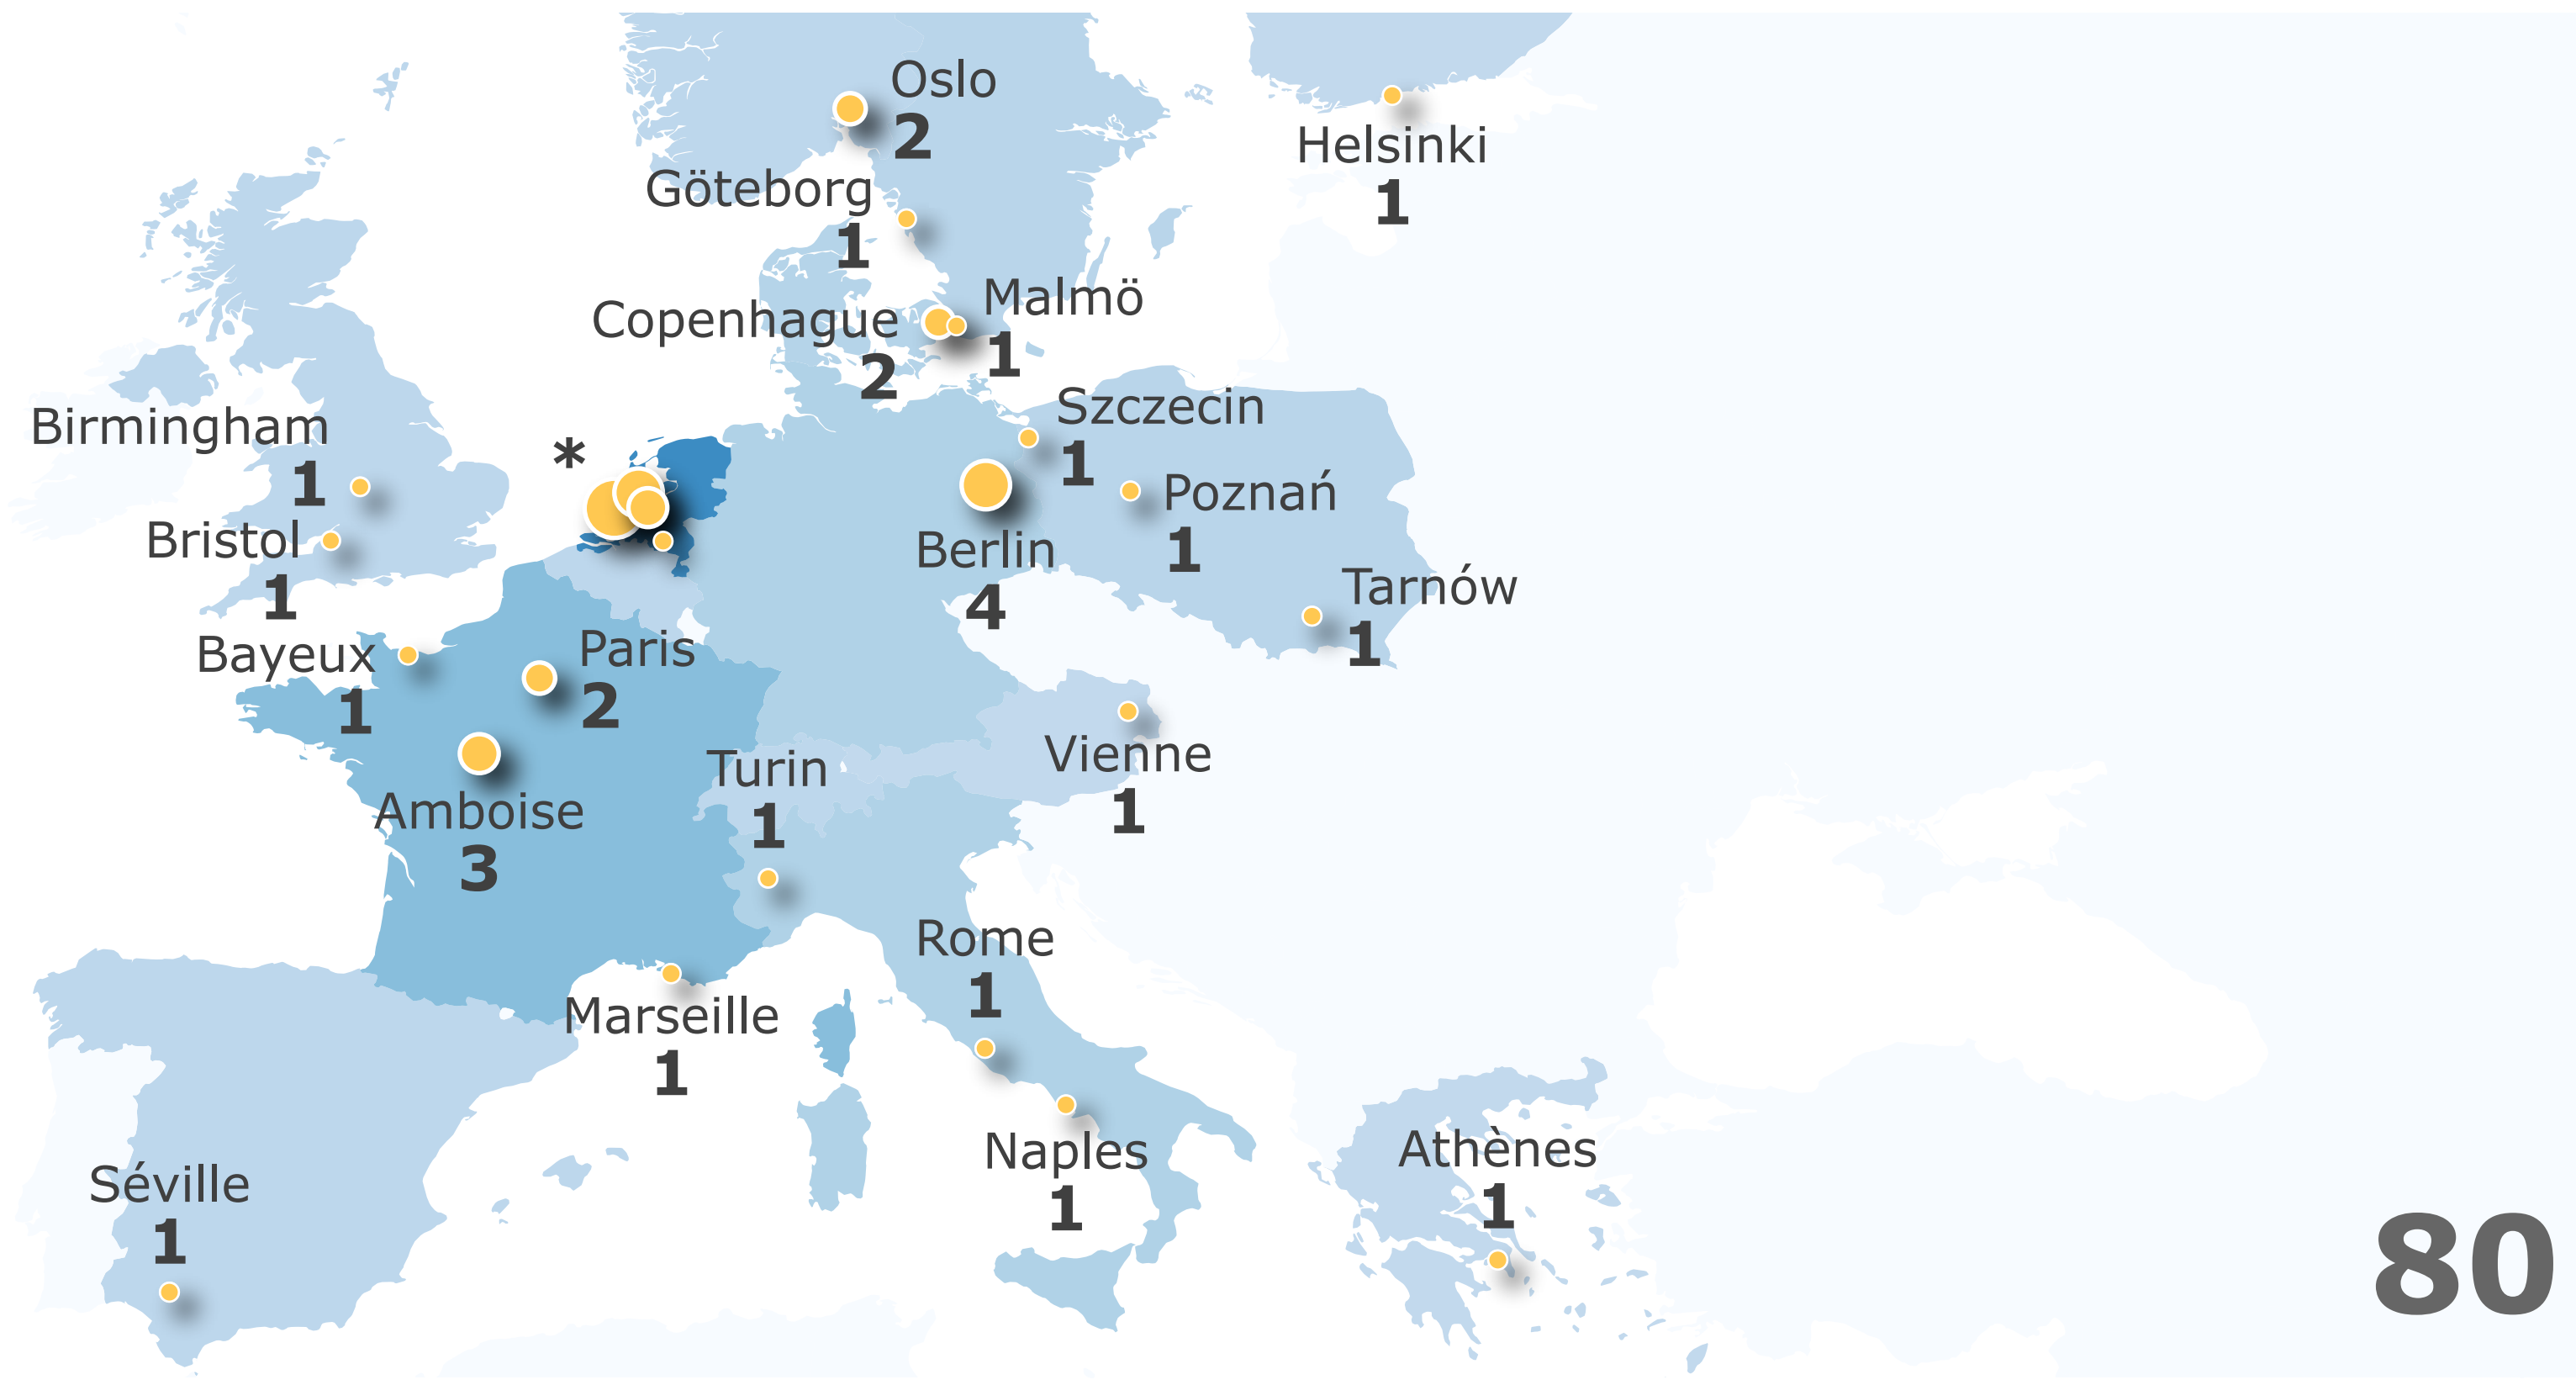 Oslo
2
Helsinki
1
Göteborg
1
Malmö
1
Copenhague
2
Szczecin
1
Birmingham
1
*
Poznań
1
Bristol
1
Berlin
4
Tarnów
1
Bayeux
1
Paris
2
Vienne
1
Turin
1
Amboise
3
Rome
1
Marseille
1
Naples
1
Athènes
1
Séville
1
80